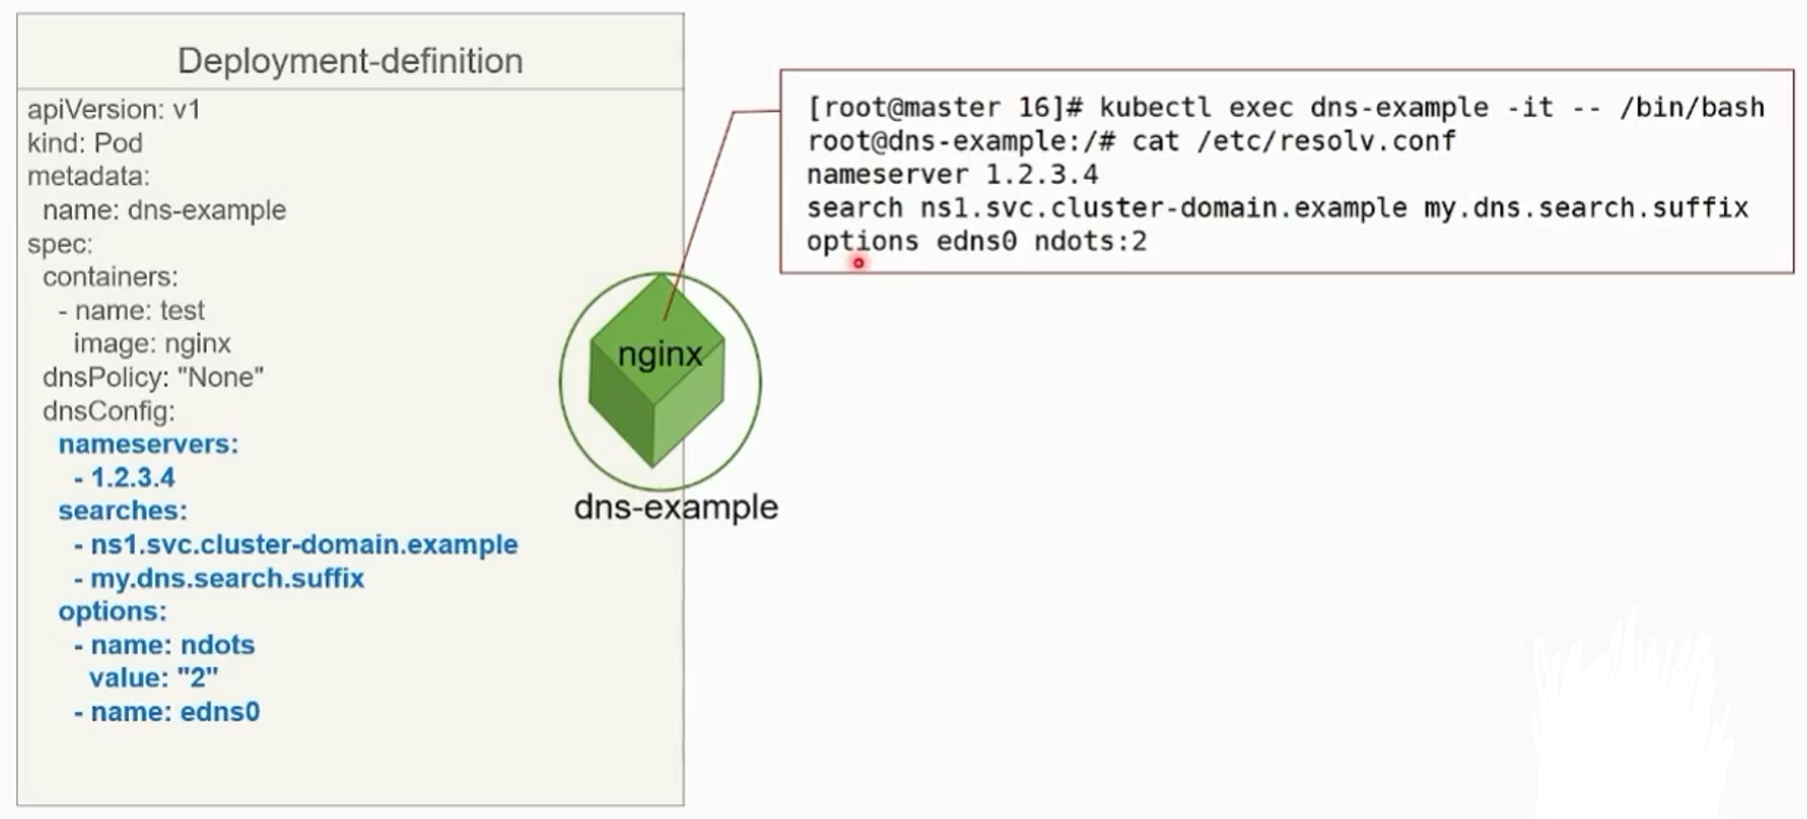 Deployment-definition
apiVersion: v1
kind: Pod
metadata:
  name: dns-example
spec:
  containers:
    - name: test
      image: nginx
  dnsPolicy: "None"
  dnsConfig:
    nameservers:
      - 1.2.3.4
    searches:
      - ns1.svc.cluster-domain.example
      - my.dns.search.suffix
    options:
      - name: ndots
        value: "2"
      - name: edns0
nginx
dns-example
[root@master 16]# kubectl exec dns-example -it -- /bin/bash
root@dns-example:/# cat /etc/resolv.conf
nameserver 1.2.3.4
search ns1.svc.cluster-domain.example my.dns.search.suffix
options edns0 ndots:2